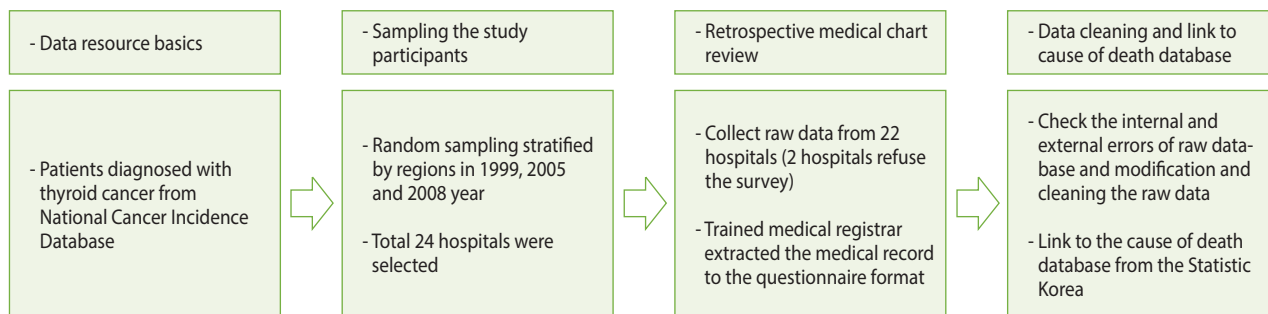 - Data resource basics
- Sampling the study
participants
- Retrospective medical chart
review
- Data cleaning and link to
cause of death database
- Patients diagnosed with
thyroid cancer from
National Cancer Incidence
Database
- Random sampling stratified
by regions in 1999, 2005
and 2008 year
- Total 24 hospitals were
selected
- Collect raw data from 22
hospitals (2 hospitals refuse
the survey)
- Trained medical registrar
extracted the medical record
to the questionnaire format
- Check the internal and
external errors of raw data-
base and modification and
cleaning the raw data
- Link to the cause of death
database from the Statistic
Korea